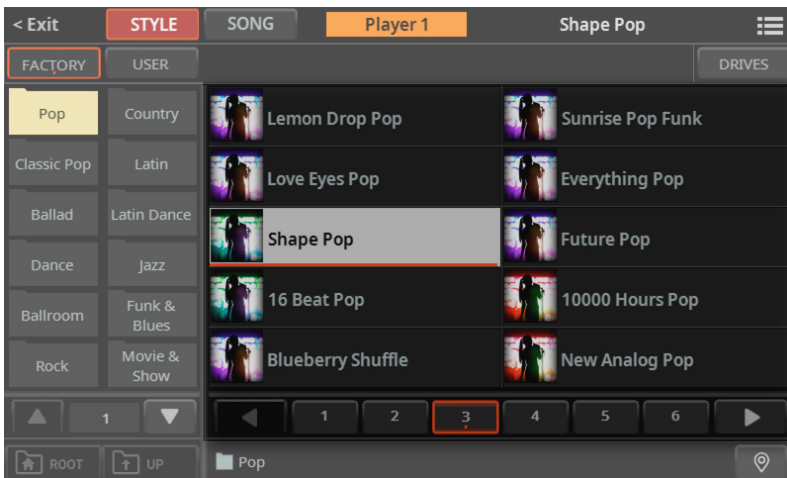 < Exit STYLE SONG Player 1 Shape Pop
FACTORY USER DRIVES
Pop Country
Classic Pop Latin
Ballad Latin Dance
Dance Jazz
Ballroom Funk & Blues
Rock Movie & Show
Lemon Drop Pop Sunrise Pop Funk
Love Eyes Pop Everything Pop
Shape Pop Future Pop
16 Beat Pop 10000 Hours Pop
Blueberry Shuffle New Analog Pop
1 1 2 3 4 5 6
ROOT UP Pop